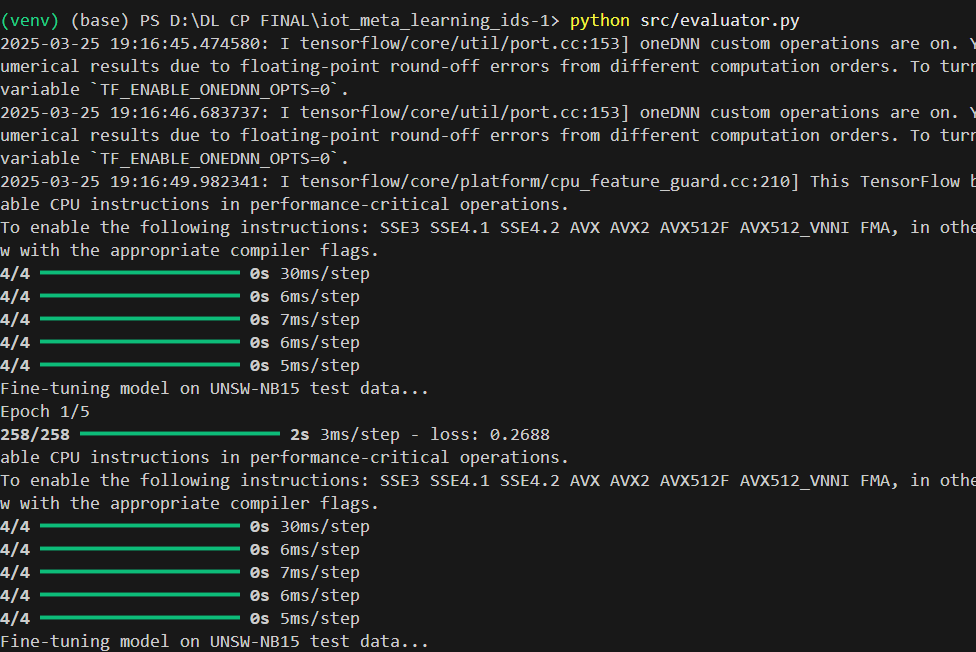 (venv) (base) PS D:\DL CP FINAL\iot_meta_learning_ids-1> python src/evaluator.py
2025-03-25 19:16:45.474580: I tensorflow/core/util/port.cc:153] oneDNN custom operations are on. Y
umerical results due to floating-point round-off errors from different computation orders. To turn
variable `TF_ENABLE_ONEDNN_OPTS=0`.
2025-03-25 19:16:46.683737: I tensorflow/core/util/port.cc:153] oneDNN custom operations are on. Y
umerical results due to floating-point round-off errors from different computation orders. To turn
variable `TF_ENABLE_ONEDNN_OPTS=0`.
2025-03-25 19:16:49.982341: I tensorflow/core/platform/cpu_feature_guard.cc:210] This TensorFlow b
able CPU instructions in performance-critical operations.
To enable the following instructions: SSE3 SSE4.1 SSE4.2 AVX AVX2 AVX512F AVX512_VNNI FMA, in othe
w with the appropriate compiler flags.
4/4 0s 30ms/step
4/4 0s 6ms/step
4/4 0s 7ms/step
4/4 0s 6ms/step
4/4 0s 5ms/step
Fine-tuning model on UNSW-NB15 test data...
Epoch 1/5
258/258 2s 3ms/step - loss: 0.2688
able CPU instructions in performance-critical operations.
To enable the following instructions: SSE3 SSE4.1 SSE4.2 AVX AVX2 AVX512F AVX512_VNNI FMA, in othe
w with the appropriate compiler flags.
4/4 0s 30ms/step
4/4 0s 6ms/step
4/4 0s 7ms/step
4/4 0s 6ms/step
4/4 0s 5ms/step
Fine-tuning model on UNSW-NB15 test data...